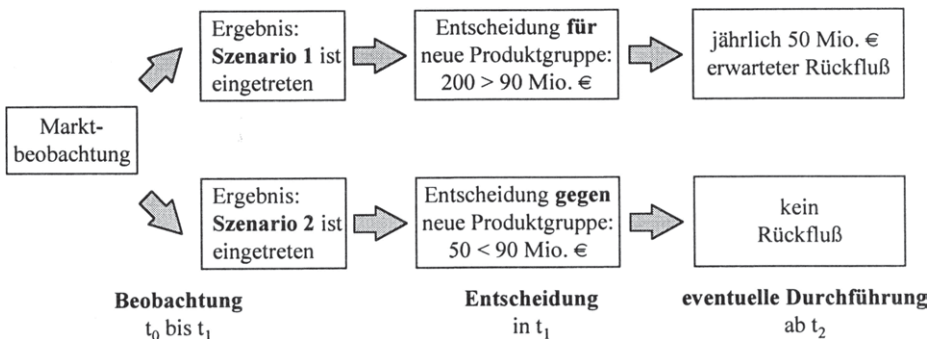 Markt-
beobachtung
Ergebnis:
Szenario 1 ist
eingetreten
Entscheidung für
neue Produktgruppe:
200 > 90 Mio. €
jährlich 50 Mio. €
erwarteter Rückfluß
Ergebnis:
Szenario 2 ist
eingetreten
Entscheidung gegen
neue Produktgruppe:
50 < 90 Mio. €
kein
Rückfluß
Beobachtung
t₀ bis t₁
Entscheidung
in t₁
eventuelle Durchführung
ab t₂